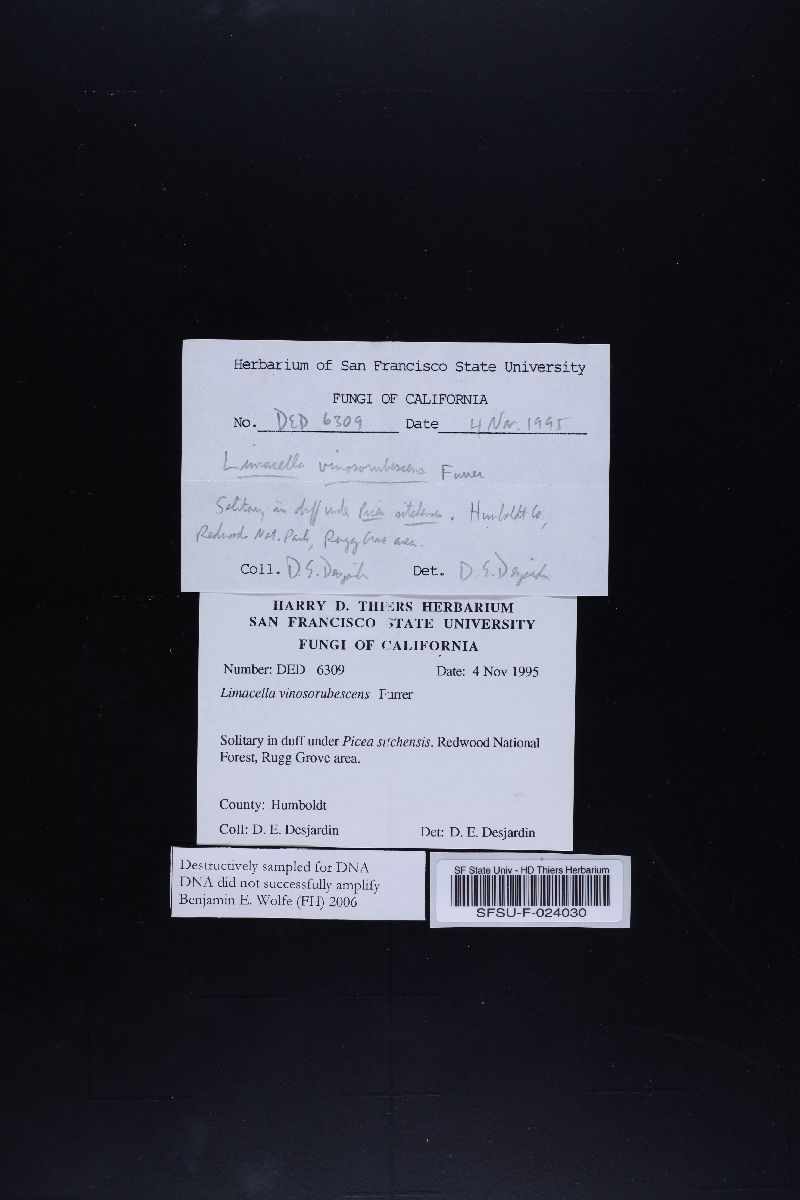 Herbarium of San Francisco State University
FUNGI OF CALIFORNIA
No. DED 6309 Date 4 Nov. 1995
Limacella vinosorubescens Furrer
Solitary in duff under Picea sitchensis. Humboldt Co,
Redwood Nat. Park, Rugg Grove area.
Coll. D.E. Desjardin Det. D.E. Desjardin
HARRY D. THIERS HERBARIUM
SAN FRANCISCO STATE UNIVERSITY
FUNGI OF CALIFORNIA
Number: DED 6309 Date: 4 Nov 1995
Limacella vinosorubescens Furrer
Solitary in duff under Picea sitchensis. Redwood National
Forest, Rugg Grove area.
County: Humboldt
Coll: D. E. Desjardin Det: D. E. Desjardin
Destructively sampled for DNA
DNA did not successfully amplify
Benjamin E. Wolfe (FH) 2006
SF State Univ - HD Thiers Herbarium
SFSU-F-024030